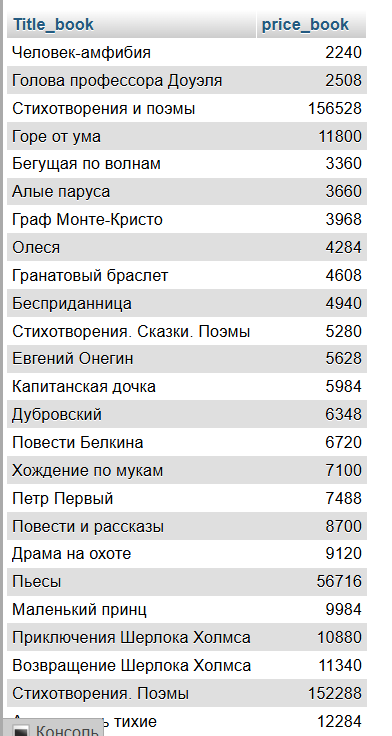 Title_book price_book
Человек-амфибия 2240
Голова профессора Доуэля 2508
Стихотворения и поэмы 156528
Горе от ума 11800
Бегущая по волнам 3360
Алые паруса 3660
Граф Монте-Кристо 3968
Олеся 4284
Гранатовый браслет 4608
Бесприданница 4940
Стихотворения. Сказки. Поэмы 5280
Евгений Онегин 5628
Капитанская дочка 5984
Дубровский 6348
Повести Белкина 6720
Хождение по мукам 7100
Петр Первый 7488
Повести и рассказы 8700
Драма на охоте 9120
Пьесы 56716
Маленький принц 9984
Приключения Шерлока Холмса 10880
Возвращение Шерлока Холмса 11340
Стихотворения. Поэмы 152288
тихие 12284
Консоль